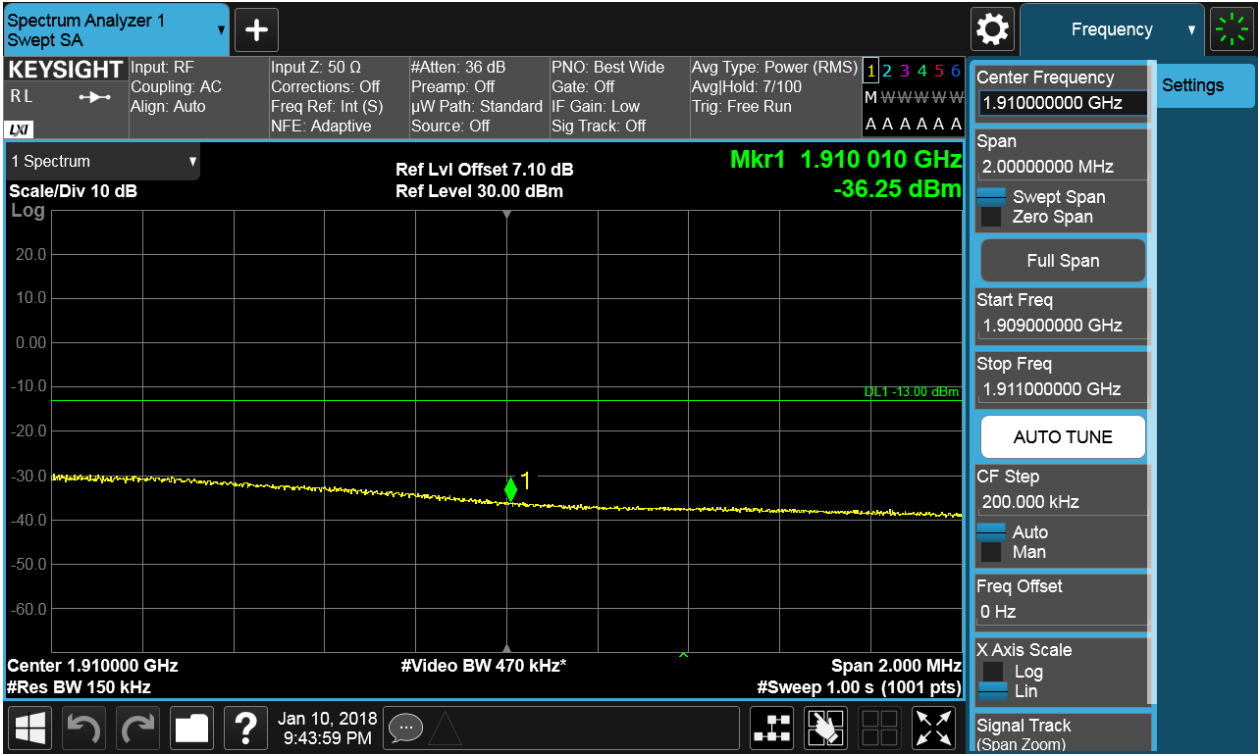 Spectrum Analyzer 1
Swept SA
+
Frequency
KEYSIGHT
R L
LXI
Input: RF
Coupling: AC
Align: Auto
Input Z: 50 Ω
Corrections: Off
Freq Ref: Int (S)
NFE: Adaptive
#Atten: 36 dB
Preamp: Off
µW Path: Standard
Source: Off
PNO: Best Wide
Gate: Off
IF Gain: Low
Sig Track: Off
Avg Type: Power (RMS)
Avg|Hold: 7/100
Trig: Free Run
1 2 3 4 5 6
M W W W W W
A A A A A A
1 Spectrum
Scale/Div 10 dB
Log
Ref Lvl Offset 7.10 dB
Ref Level 30.00 dBm
Mkr1 1.910 010 GHz
-36.25 dBm
20.0
10.0
0.00
-10.0
-20.0
-30.0
-40.0
-50.0
-60.0
DL1 -13.00 dBm
1
Center 1.910000 GHz
#Res BW 150 kHz
#Video BW 470 kHz*
Span 2.000 MHz
#Sweep 1.00 s (1001 pts)
?
Jan 10, 2018
9:43:59 PM
Center Frequency
1.910000000 GHz
Span
2.00000000 MHz
Swept Span
Zero Span
Full Span
Start Freq
1.909000000 GHz
Stop Freq
1.911000000 GHz
AUTO TUNE
CF Step
200.000 kHz
Auto
Man
Freq Offset
0 Hz
X Axis Scale
Log
Lin
Signal Track
(Span Zoom)
Settings